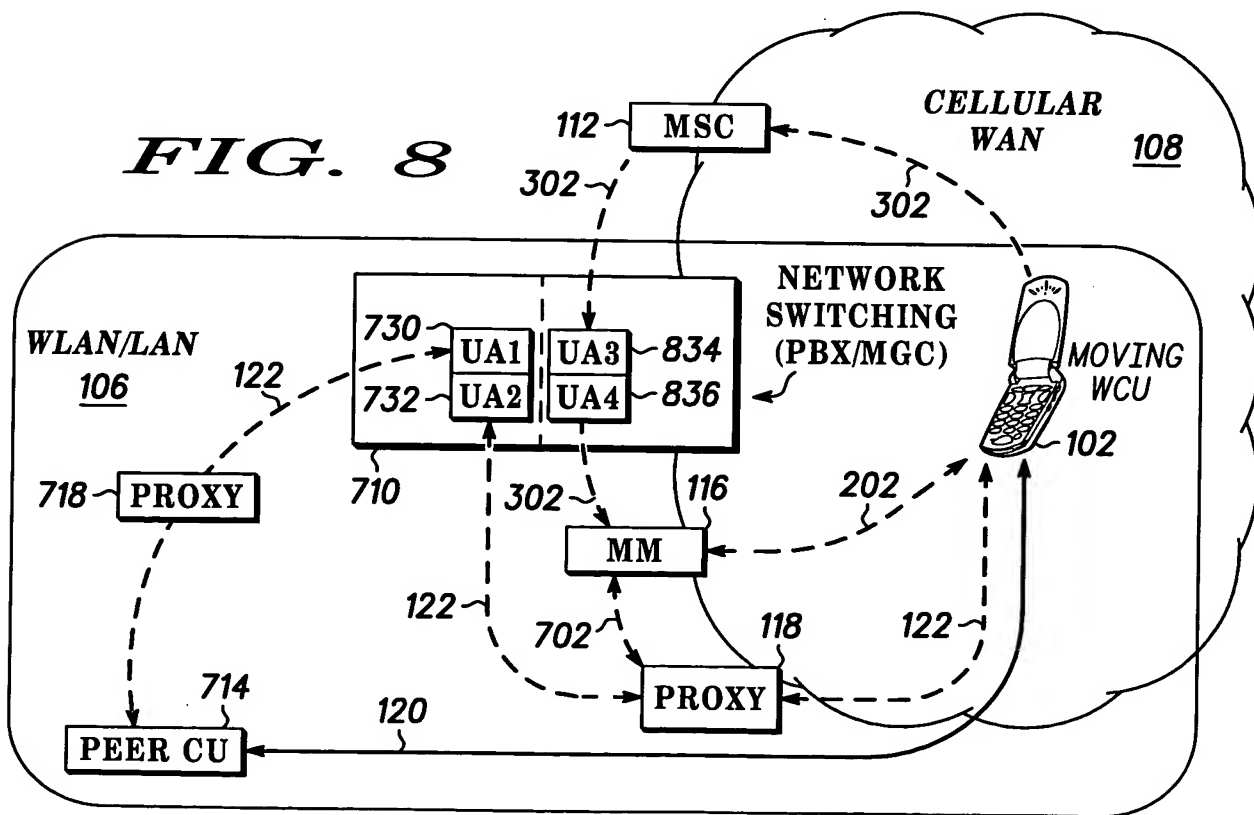 FIG. 8
112
MSC
CELLULAR
WAN
108
302
302
NETWORK
SWITCHING
(PBX/MGC)
WLAN/LAN
106
730
UA1
UA3
834
732
UA2
UA4
836
MOVING
WCU
102
122
718
PROXY
710
302
116
202
MM
122
702
118
122
PROXY
714
120
PEER CU